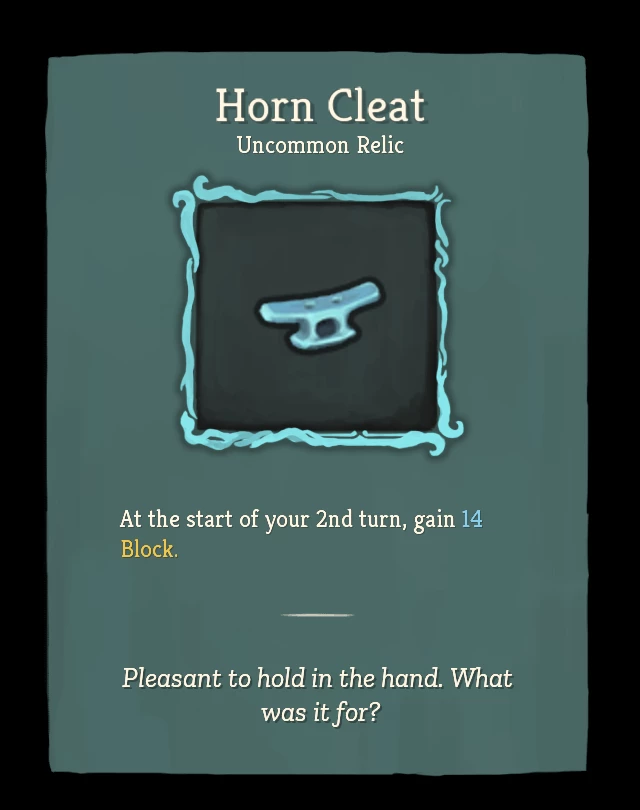 Horn Cleat
Uncommon Relic
At the start of your 2nd turn, gain 14
Block.
Pleasant to hold in the hand. What
was it for?